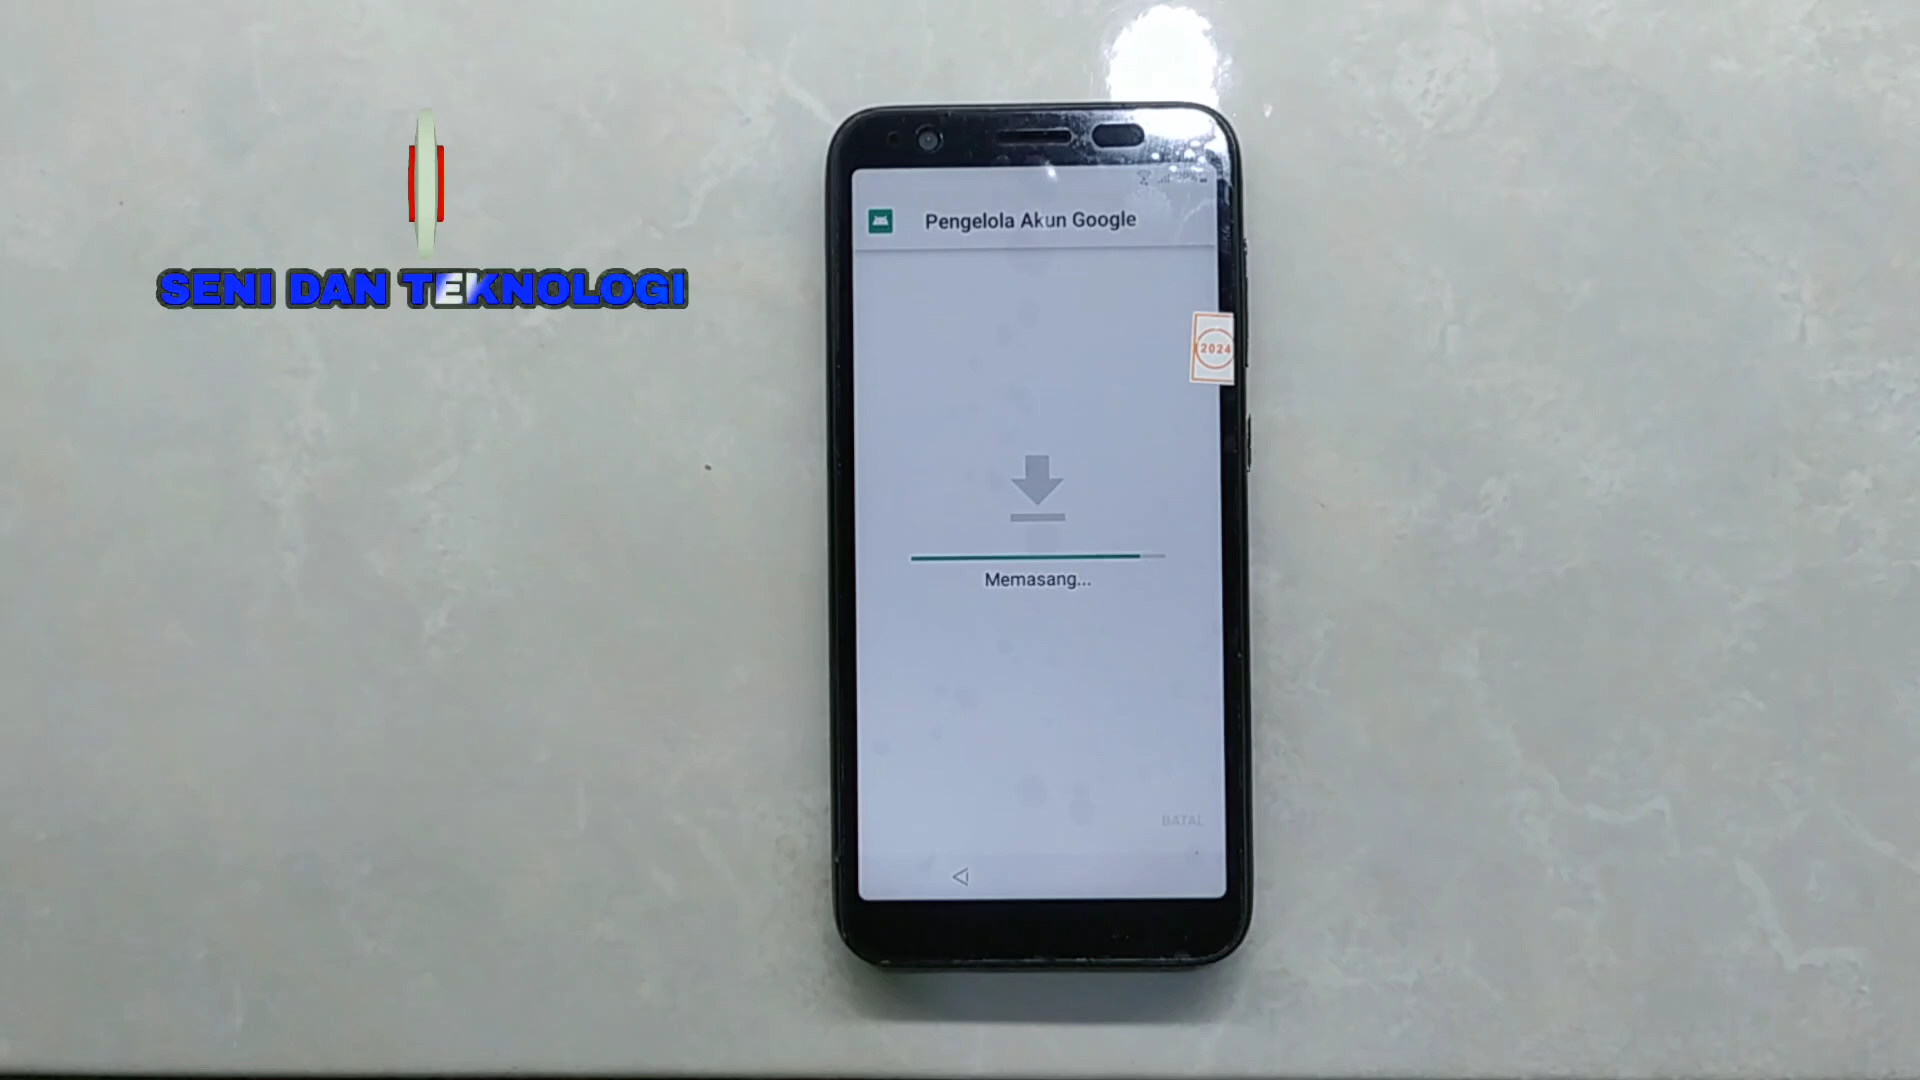 SENI DAN TEKNOLOGI
Pengelola Akun Google
2024
Memasang...
BATAL